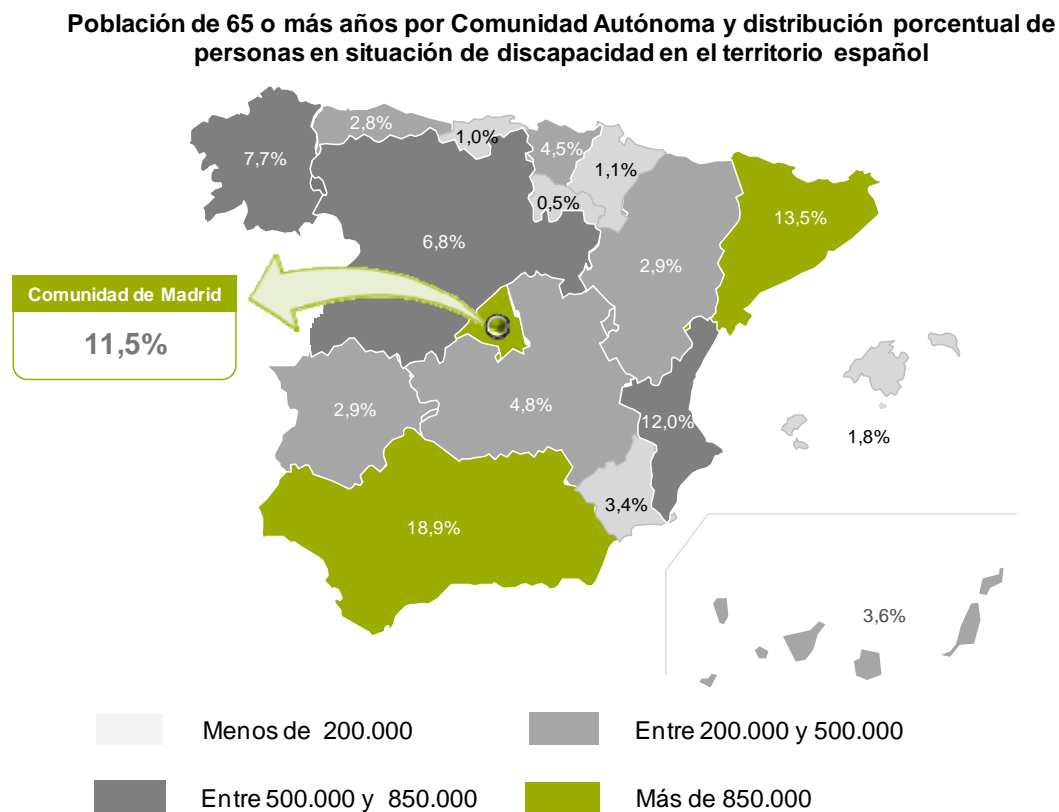 Población de 65 o más años por Comunidad Autónoma y distribución porcentual de
personas en situación de discapacidad en el territorio español
2,8%
1,0%
4,5%
7,7%
1,1%
0,5%
13,5%
6,8%
2,9%
Comunidad de Madrid
11,5%
2,9%
4,8%
12,0%
1,8%
3,4%
18,9%
3,6%
Menos de 200.000
Entre 200.000 y 500.000
Entre 500.000 y 850.000
Más de 850.000